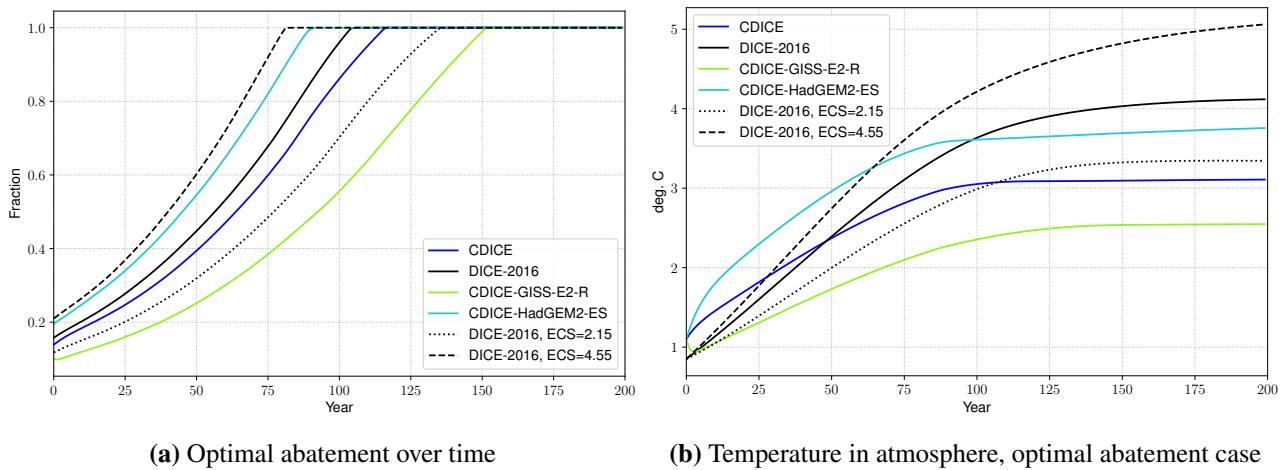 1.0
0.8
0.6
0.4
0.2
Fraction
0 25 50 75 100 125 150 175 200
Year
CDICE
DICE-2016
CDICE-GISS-E2-R
CDICE-HadGEM2-ES
DICE-2016, ECS=2.15
DICE-2016, ECS=4.55
(a) Optimal abatement over time
CDICE
DICE-2016
CDICE-GISS-E2-R
CDICE-HadGEM2-ES
DICE-2016, ECS=2.15
DICE-2016, ECS=4.55
5
4
3
2
1
deg. C
0 25 50 75 100 125 150 175 200
Year
(b) Temperature in atmosphere, optimal abatement case